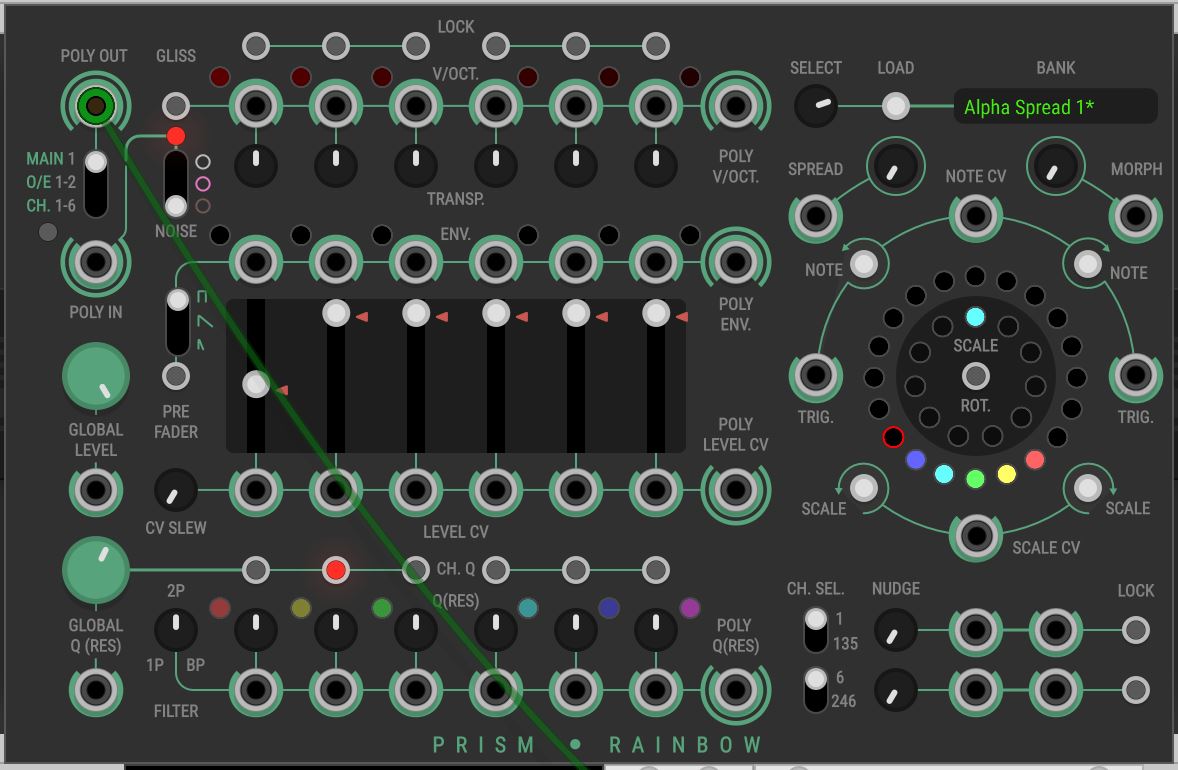 LOCK
POLY OUT
GLISS
V/OCT.
SELECT
LOAD
BANK
Alpha Spread 1*
MAIN 1
O/E 1-2
CH. 1-6
POLY
V/OCT.
TRANSP.
SPREAD
NOTE CV
MORPH
NOISE
ENV.
NOTE
NOTE
POLY IN
POLY
ENV.
SCALE
ROT.
TRIG.
TRIG.
PRE
FADER
GLOBAL
LEVEL
POLY
LEVEL CV
CV SLEW
LEVEL CV
SCALE
SCALE
SCALE CV
CH. Q
2P
Q(RES)
CH. SEL.
NUDGE
LOCK
GLOBAL
Q (RES)
1P BP
POLY
Q(RES)
1
135
6
246
FILTER
PRISM • RAINBOW